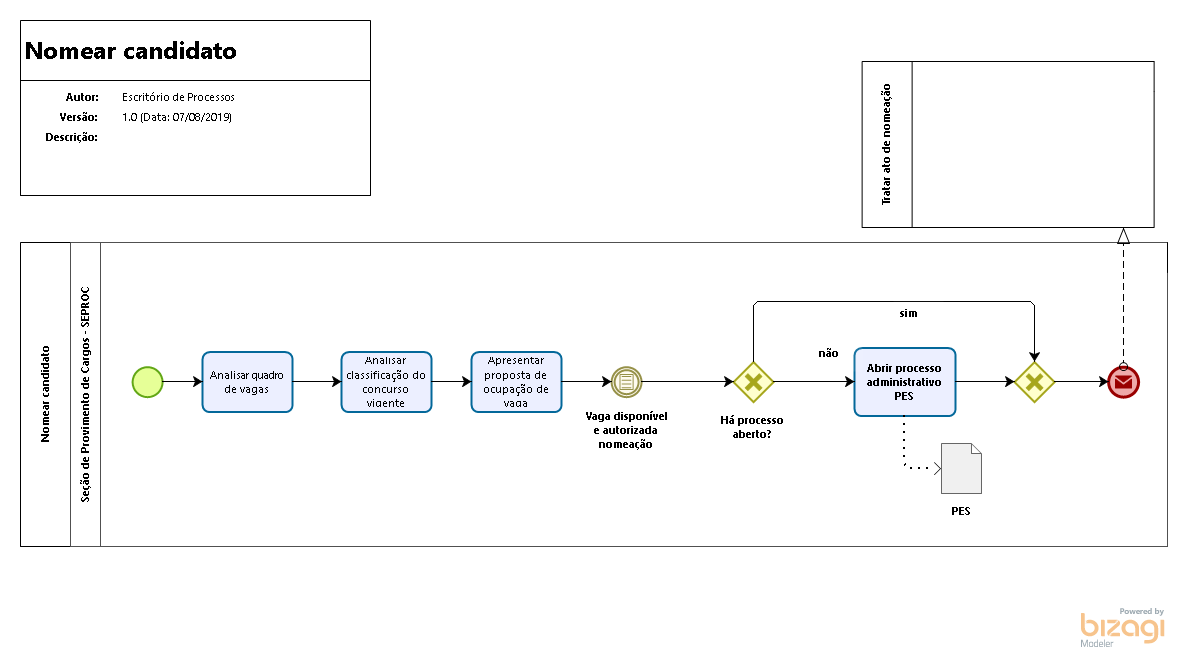 Nomear candidato
Autor: Escritório de Processos
Versão: 1.0 (Data: 07/08/2019)
Descrição:
Tratar ato de nomeação
Nomear candidato
Seção de Provimento de Cargos - SEPROC
Analisar quadro
de vagas
Analisar
classificação do
concurso
vigente
Apresentar
proposta de
ocupação de
vaga
Vaga disponível
e autorizada
nomeação
Há processo
aberto?
sim
não
Abrir processo
administrativo
PES
PES
Powered by
bizagi
Modeler